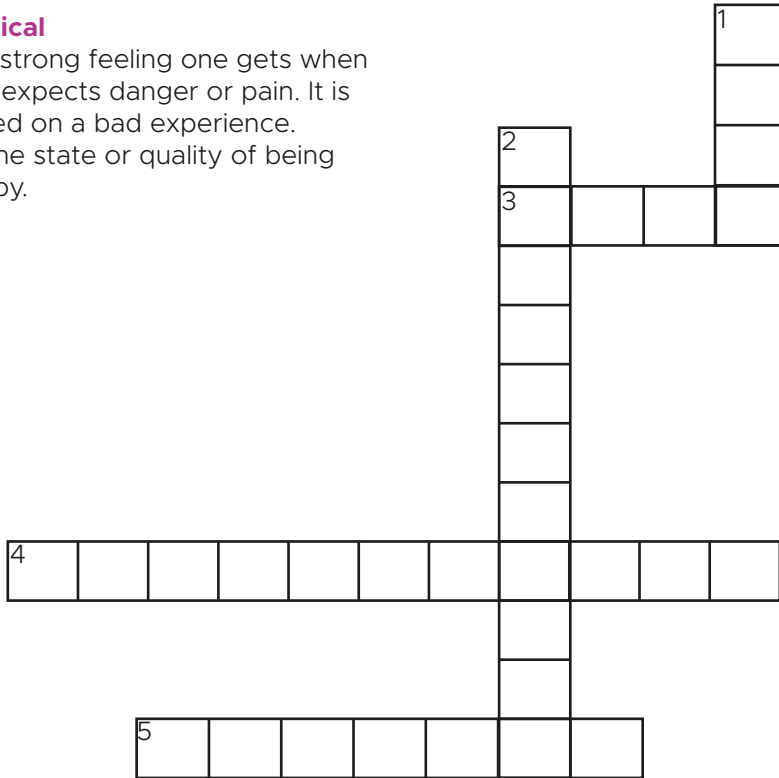 ical
strong feeling one gets when
expects danger or pain. It is
ed on a bad experience.
ne state or quality of being
py.
1
2
3
4
5